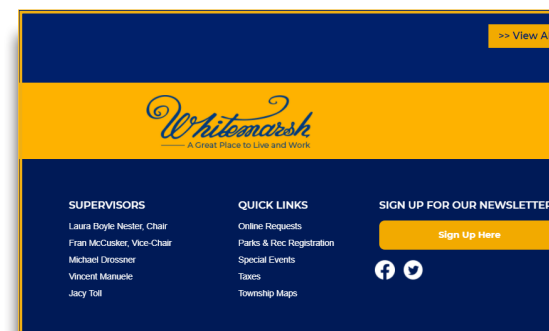 >> View A
Whitemarsh
A Great Place to Live and Work
SUPERVISORS
Laura Boyle Nester, Chair
Fran McCusker, Vice-Chair
Michael Drossner
Vincent Manuele
Jacy Toll
QUICK LINKS
Online Requests
Parks & Rec Registration
Special Events
Taxes
Township Maps
SIGN UP FOR OUR NEWSLETTER
Sign Up Here